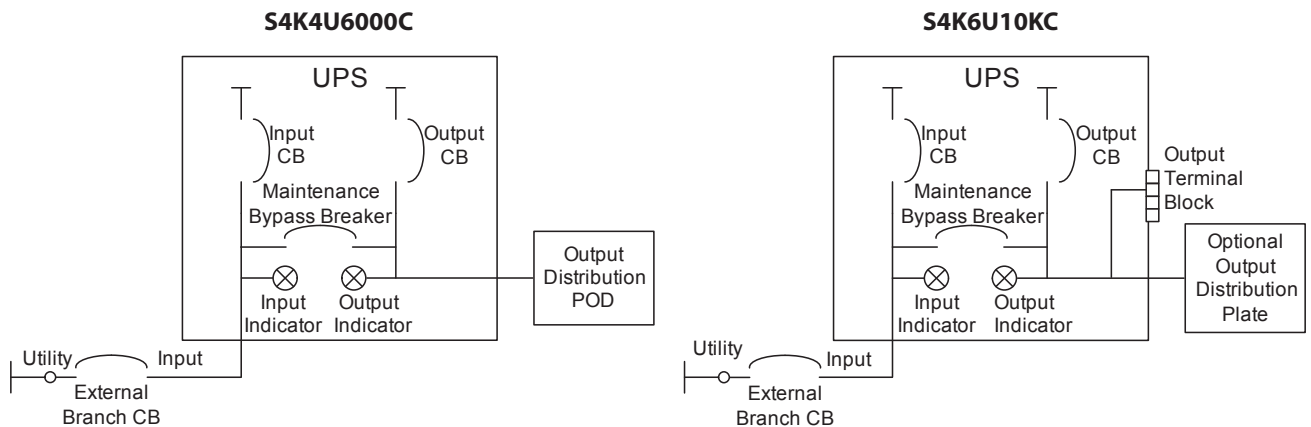 S4K4U6000C
UPS
Input
CB
Output
CB
Maintenance
Bypass Breaker
Input
Indicator
Output
Indicator
Output
Distribution
POD
Utility
Input
External
Branch CB
S4K6U10KC
UPS
Input
CB
Output
CB
Output
Terminal
Block
Maintenance
Bypass Breaker
Input
Indicator
Output
Indicator
Optional
Output
Distribution
Plate
Utility
Input
External
Branch CB